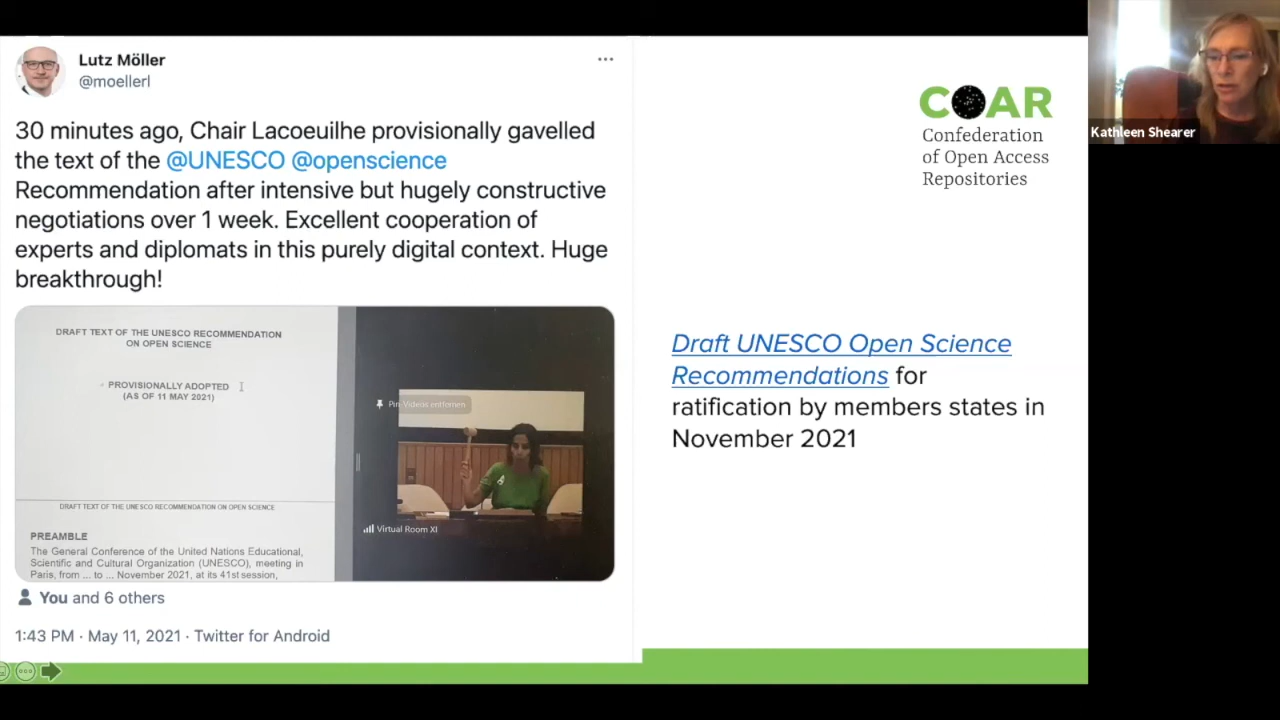 Lutz Möller
@moellerl
30 minutes ago, Chair Lacoeuilhe provisionally gavelled
the text of the @UNESCO @openscience
Recommendation after intensive but hugely constructive
negotiations over 1 week. Excellent cooperation of
experts and diplomats in this purely digital context. Huge
breakthrough!
DRAFT TEXT OF THE UNESCO RECOMMENDATION
ON OPEN SCIENCE
PROVISIONALLY ADOPTED
(AS OF 11 MAY 2021)
DRAFT TEXT OF THE UNESCO RECOMMENDATION ON OPEN SCIENCE
PREAMBLE
The General Conference of the United Nations Educational,
Scientific and Cultural Organization (UNESCO), meeting in
Paris, from ... to ... November 2021, at its 41st session,
Pin Videos entfernen
Virtual Room XI
You and 6 others
1:43 PM · May 11, 2021 · Twitter for Android
COAR
Confederation
of Open Access
Repositories
Draft UNESCO Open Science
Recommendations for
ratification by members states in
November 2021
Kathleen Shearer